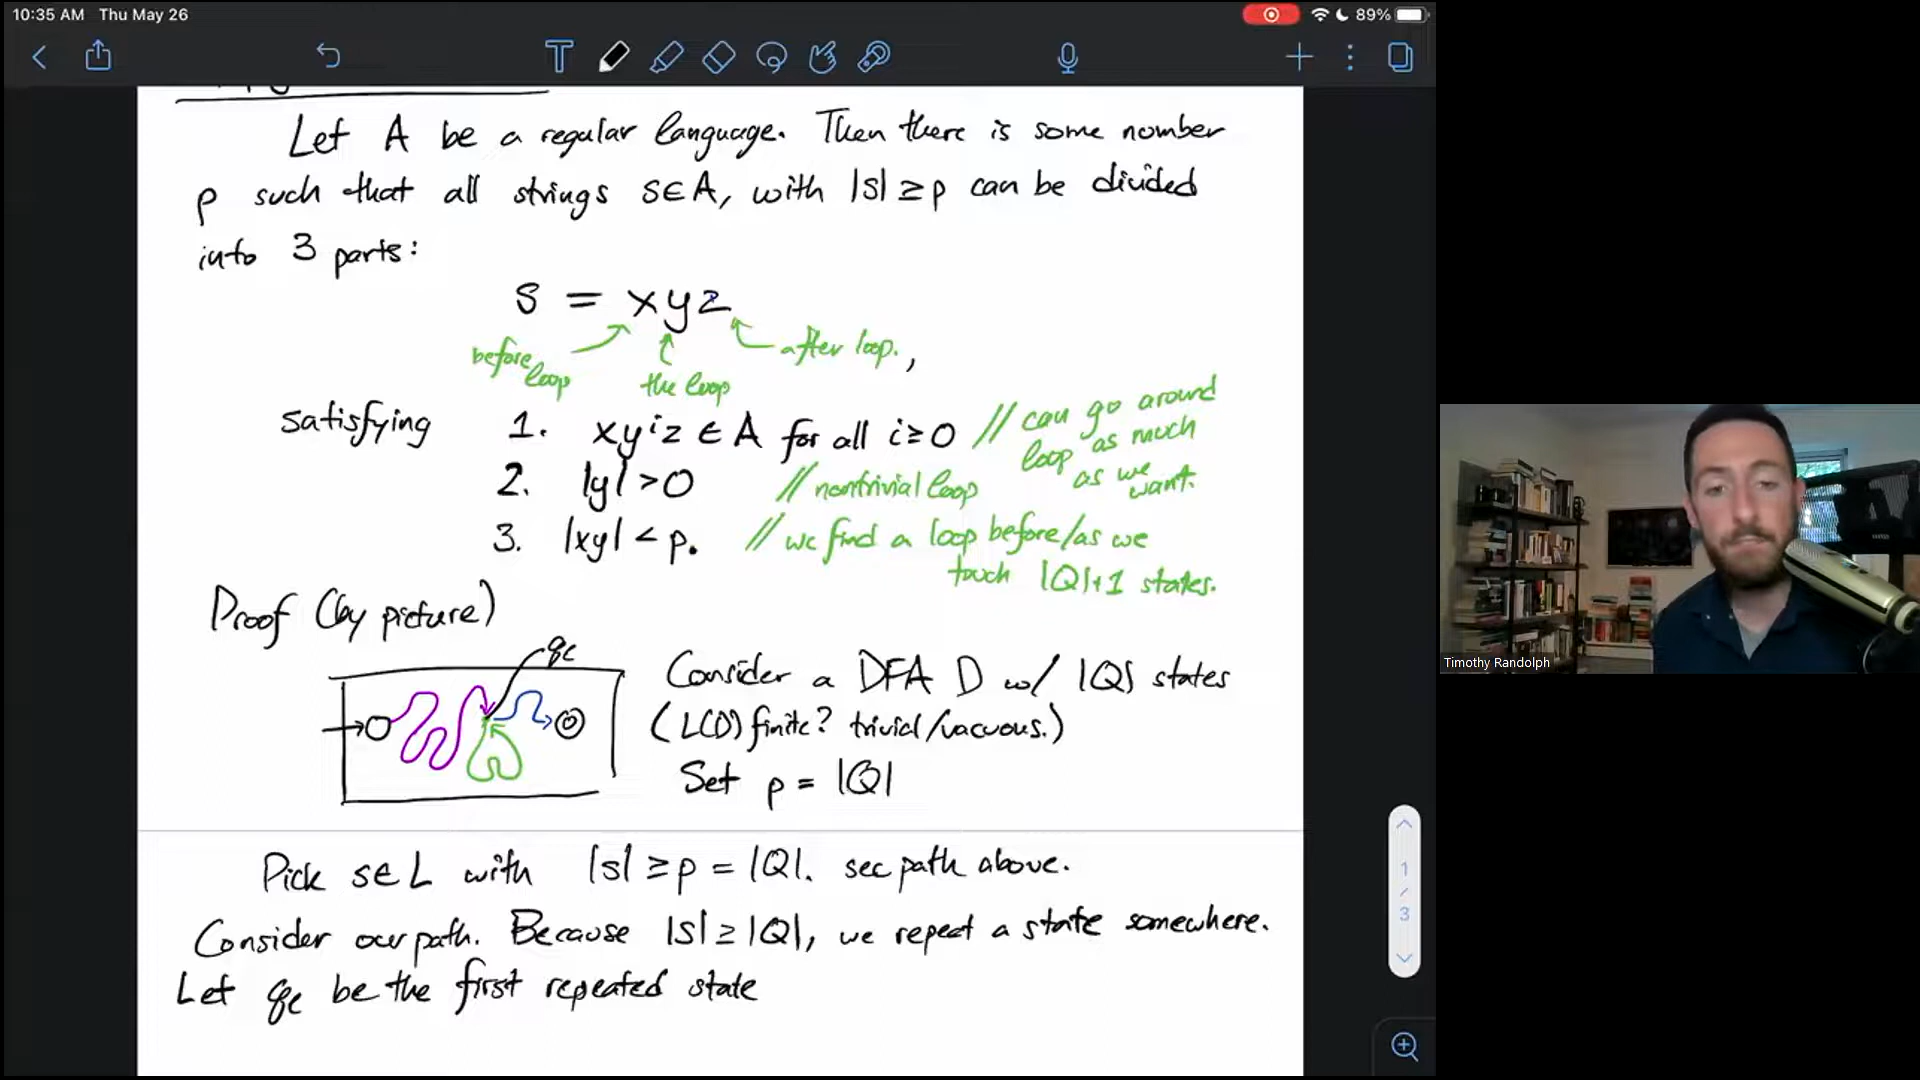 10:35 AM Thu May 26
89%
Let A be a regular language. Then there is some number
p such that all strings s∈A, with |s| ≥ p can be divided
into 3 parts:
s = xyz
before loop
the loop
after loop.,
satisfying 1. xyⁱz ∈ A for all i≥0 // can go around
loop as much
as we
want.
2. |y| > 0 // nontrivial loop
3. |xy| < p. // we find a loop before/as we
touch |Q|+1 states.
Proof (by picture)
Consider a DFA D w/ |Q| states
(L(D) finite? trivial/vacuous.)
Set p = |Q|
Pick s∈L with |s| ≥ p = |Q|. see path above.
Consider our path. Because |s| ≥ |Q|, we repeat a state somewhere.
Let be the first repeated state
1
/
3
Timothy Randolph